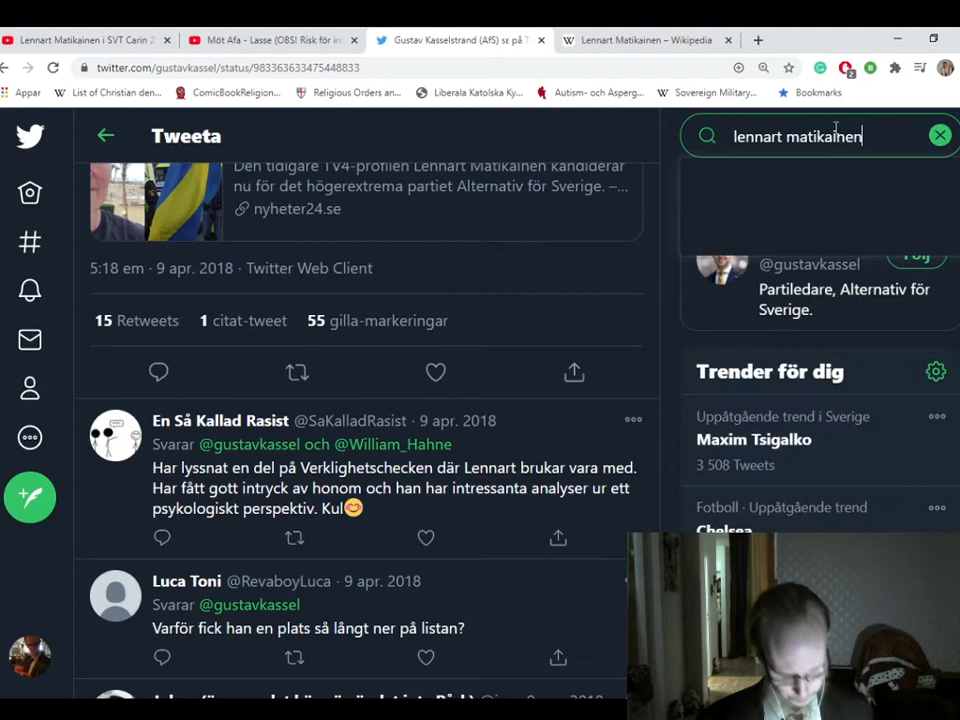 Lennart Matikainen i SVT Carin 2
Möt Afa - Lasse (OBS! Risk för iro
Gustav Kasselstrand (AfS) på T
Lennart Matikainen – Wikipedia
twitter.com/gustavkassel/status/983363633475448833
Appar
List of Christian den...
ComicBookReligion...
Religious Orders an...
Liberala Katolska Ky...
Autism- och Asperg...
Sovereign Military...
Bookmarks
Tweeta
lennart matikainen
Den tidigare TV4-profilen Lennart Matikainen kandiderar
nu för det högerextrema partiet Alternativ för Sverige. –...
nyheter24.se
5:18 em · 9 apr. 2018 · Twitter Web Client
15 Retweets 1 citat-tweet 55 gilla-markeringar
En Så Kallad Rasist @SaKalladRasist · 9 apr. 2018
Svarar @gustavkassel och @William_Hahne
Har lyssnat en del på Verklighetschecken där Lennart brukar vara med.
Har fått gott intryck av honom och han har intressanta analyser ur ett
psykologiskt perspektiv. Kul😊
Luca Toni @RevaboyLuca · 9 apr. 2018
Svarar @gustavkassel
Varför fick han en plats så långt ner på listan?
@gustavkassel
Följ
Partiledare, Alternativ för
Sverige.
Trender för dig
Uppåtgående trend i Sverige
Maxim Tsigalko
3 508 Tweets
Fotboll · Uppåtgående trend
Chelsea